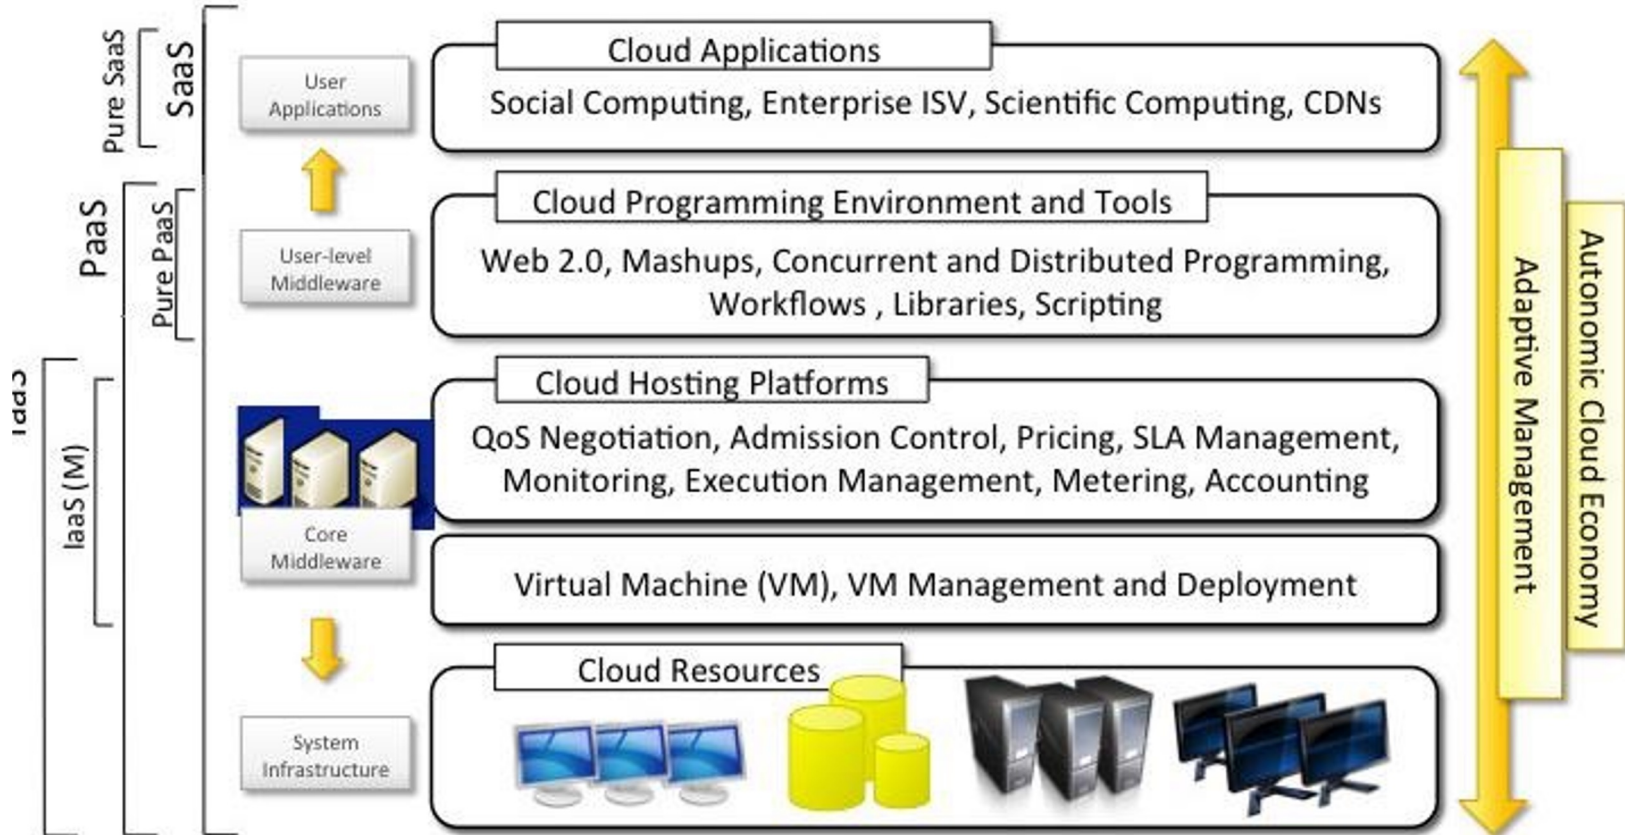 Pure SaaS
SaaS
User
Applications
Cloud Applications
Social Computing, Enterprise ISV, Scientific Computing, CDNs
PaaS
Pure PaaS
User-level
Middleware
Cloud Programming Environment and Tools
Web 2.0, Mashups, Concurrent and Distributed Programming,
Workflows , Libraries, Scripting
IaaS (M)
Core
Middleware
Cloud Hosting Platforms
QoS Negotiation, Admission Control, Pricing, SLA Management,
Monitoring, Execution Management, Metering, Accounting
Virtual Machine (VM), VM Management and Deployment
System
Infrastructure
Cloud Resources
Adaptive Management
Autonomic Cloud Economy